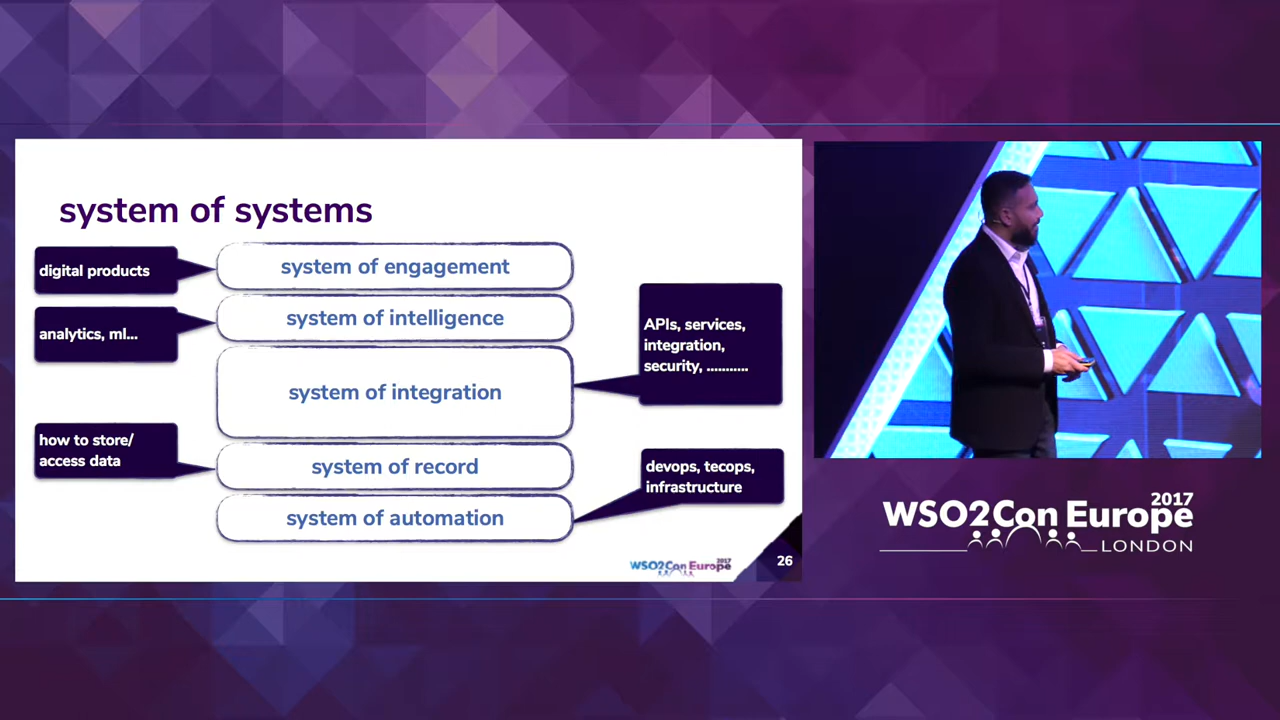 system of systems
digital products
system of engagement
analytics, ml...
system of intelligence
APIs, services,
integration,
security, ...........
system of integration
how to store/
access data
system of record
devops, tecops,
infrastructure
system of automation
WSO2Con Europe
2017
26
2017
WSO2Con Europe
LONDON